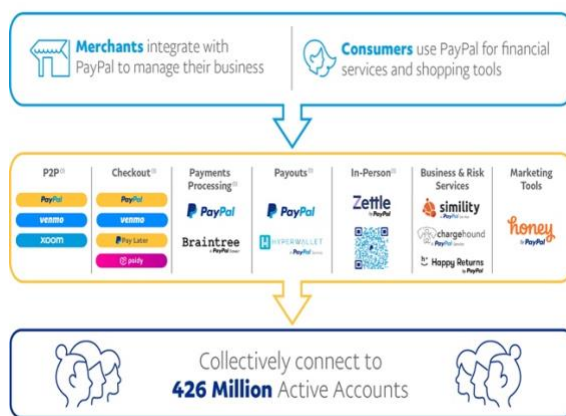 Merchants integrate with
PayPal to manage their business
Consumers use PayPal for financial
services and shopping tools
P2P
PayPal
venmo
xoom
Checkout
PayPal
venmo
Pay Later
paidy
Payments
Processing
PayPal
Braintree
Payouts
PayPal
HYPERWALLET
In-Person
Zettle
by PayPal
Business & Risk
Services
simility
chargehound
Happy Returns
by PayPal
Marketing
Tools
honey
by PayPal
Collectively connect to
426 Million Active Accounts